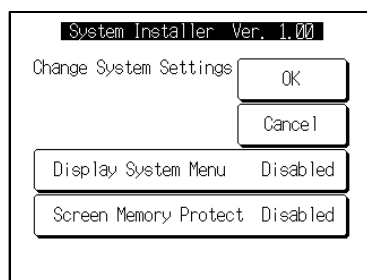 System Installer Ver. 1.00
Change System Settings
OK
Cancel
Display System Menu Disabled
Screen Memory Protect Disabled